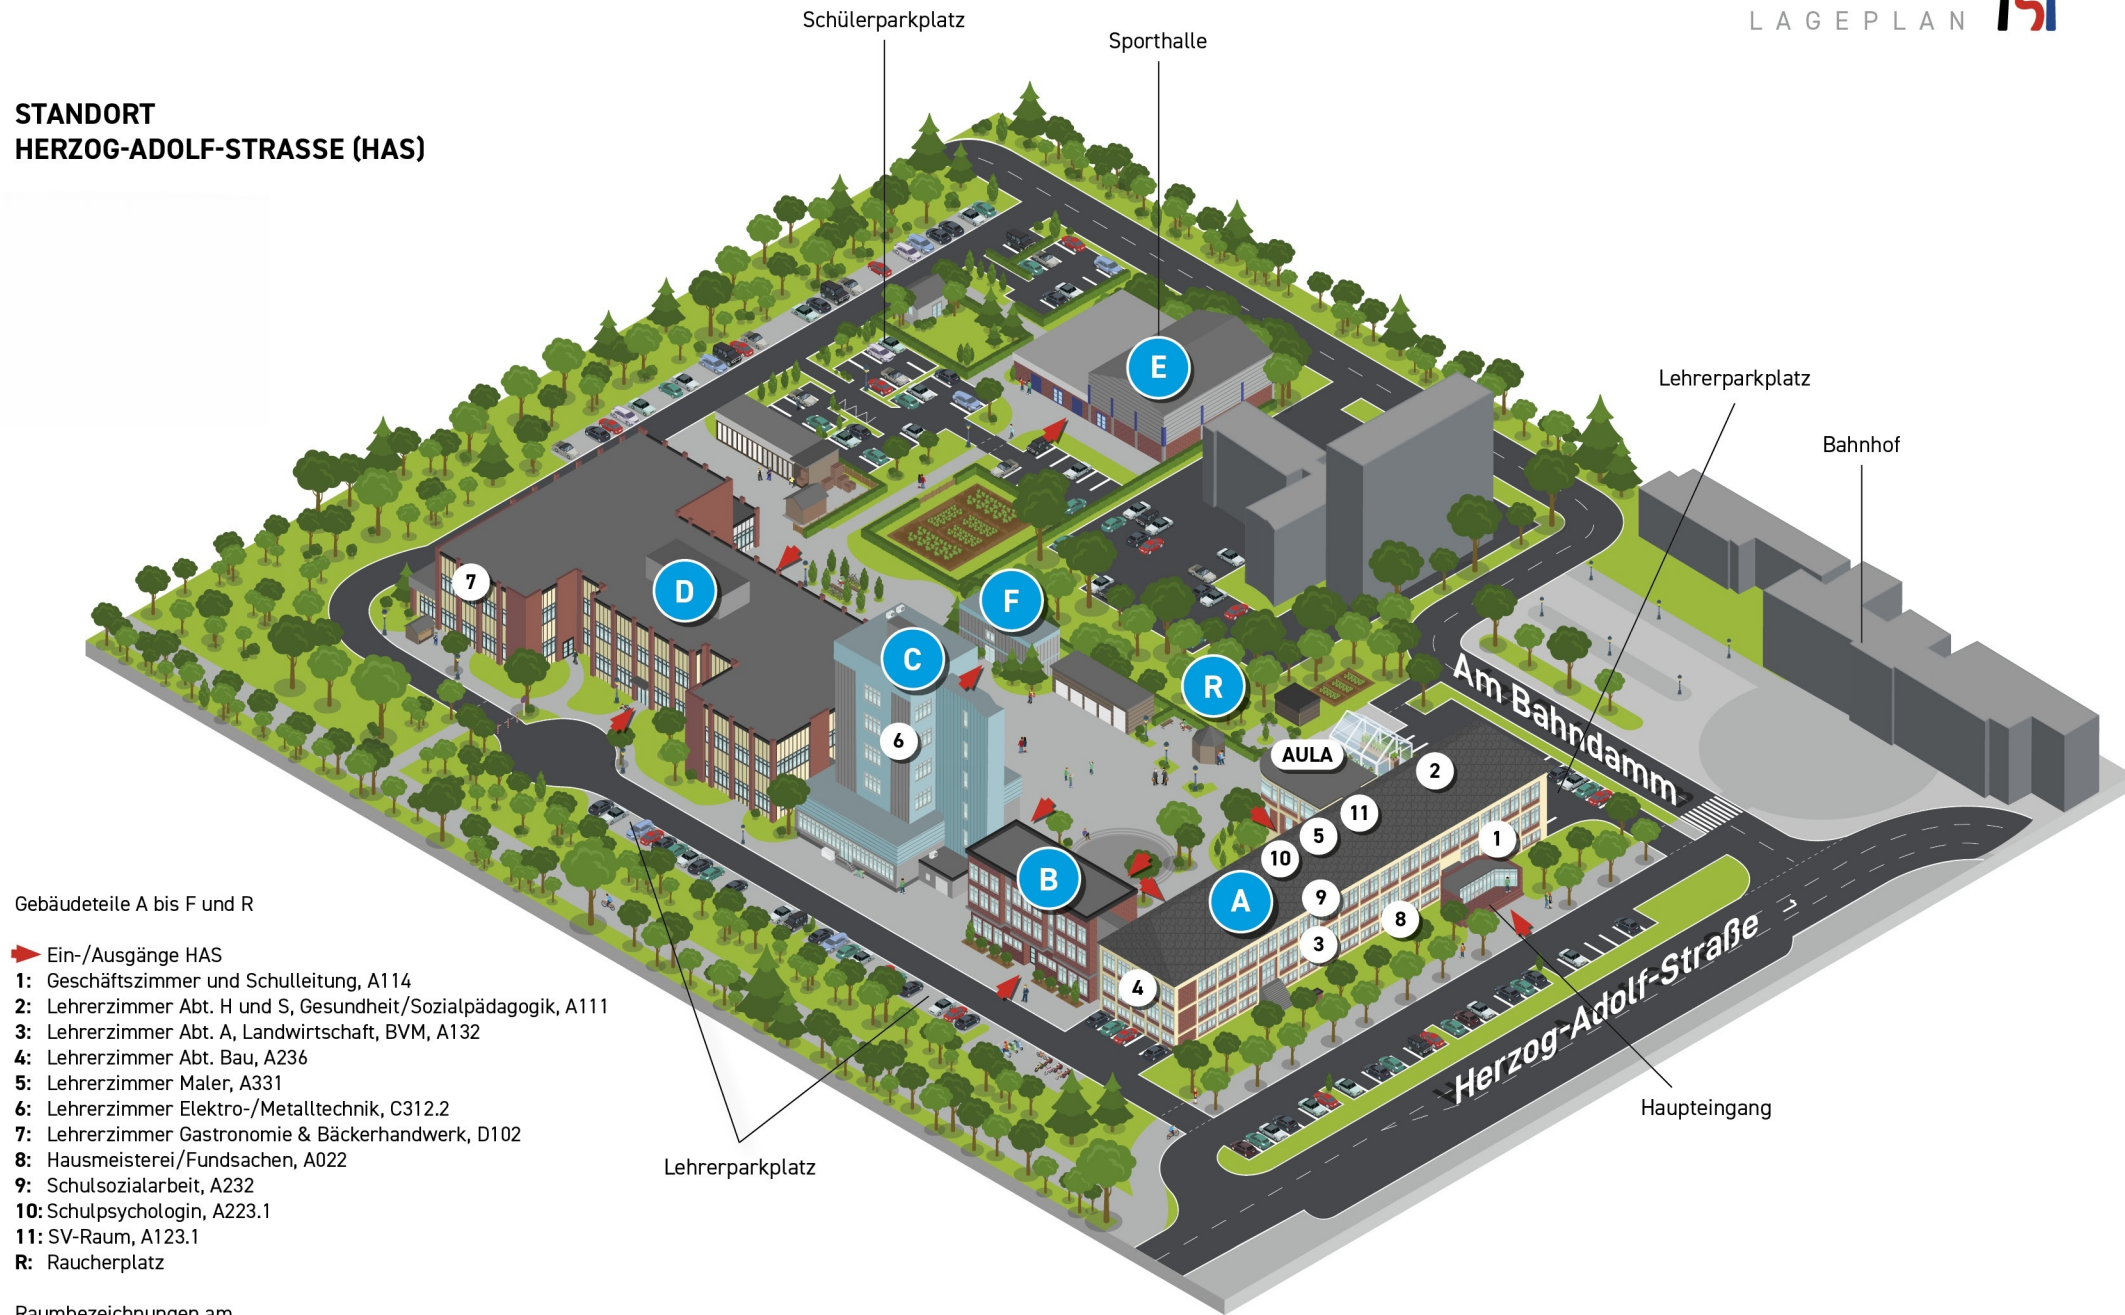 LAGEPLAN
Schülerparkplatz
Sporthalle
STANDORT
HERZOG-ADOLF-STRASSE (HAS)
Lehrerparkplatz
Bahnhof
E
7
D
F
C
R
6
AULA
2
11
5
1
10
B
A
9
8
3
4
Am Bahndamm
Herzog-Adolf-Straße
Haupteingang
Lehrerparkplatz
Gebäudeteile A bis F und R
Ein-/Ausgänge HAS
1: Geschäftszimmer und Schulleitung, A114
2: Lehrerzimmer Abt. H und S, Gesundheit/Sozialpädagogik, A111
3: Lehrerzimmer Abt. A, Landwirtschaft, BVM, A132
4: Lehrerzimmer Abt. Bau, A236
5: Lehrerzimmer Maler, A331
6: Lehrerzimmer Elektro-/Metalltechnik, C312.2
7: Lehrerzimmer Gastronomie & Bäckerhandwerk, D102
8: Hausmeisterei/Fundsachen, A022
9: Schulsozialarbeit, A232
10: Schulpsychologin, A223.1
11: SV-Raum, A123.1
R: Raucherplatz
Raumbezeichnungen am